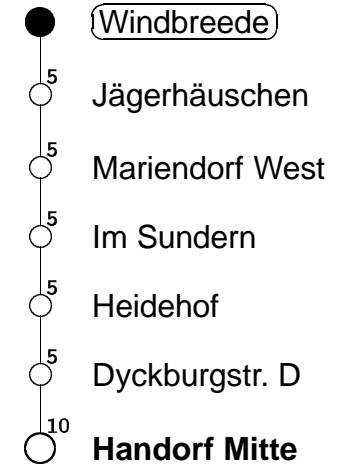 Windbreede
5 Jägerhäuschen
5 Mariendorf West
5 Im Sundern
5 Heidehof
5 Dyckburgstr. D
10 Handorf Mitte